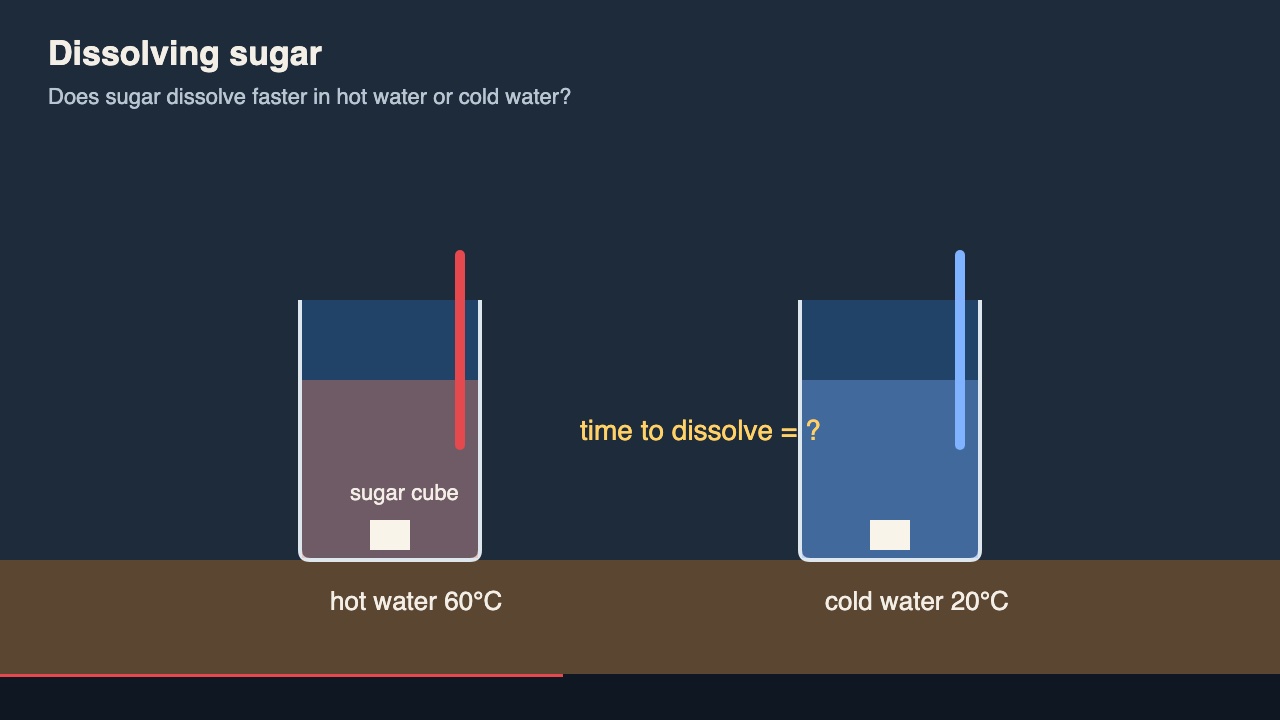 Dissolving sugar
Does sugar dissolve faster in hot water or cold water?
time to dissolve = ?
sugar cube
hot water 60°C
cold water 20°C